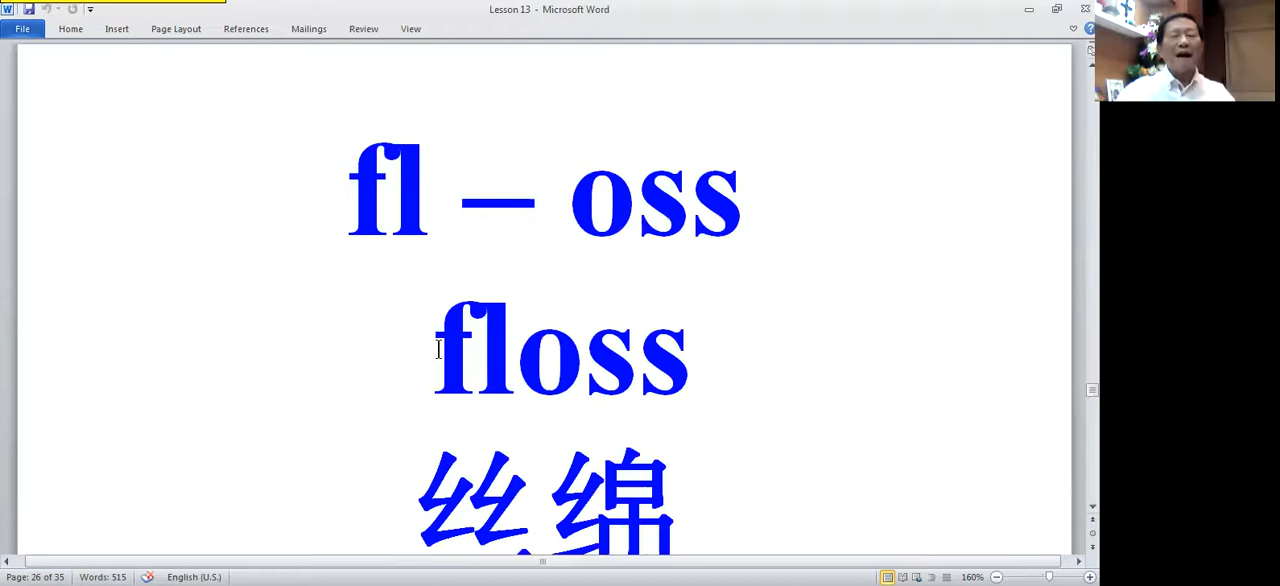 Lesson 13 - Microsoft Word
File Home Insert Page Layout References Mailings Review View
fl – oss
floss
丝绵
Page: 26 of 35 Words: 515 English (U.S.) 160%